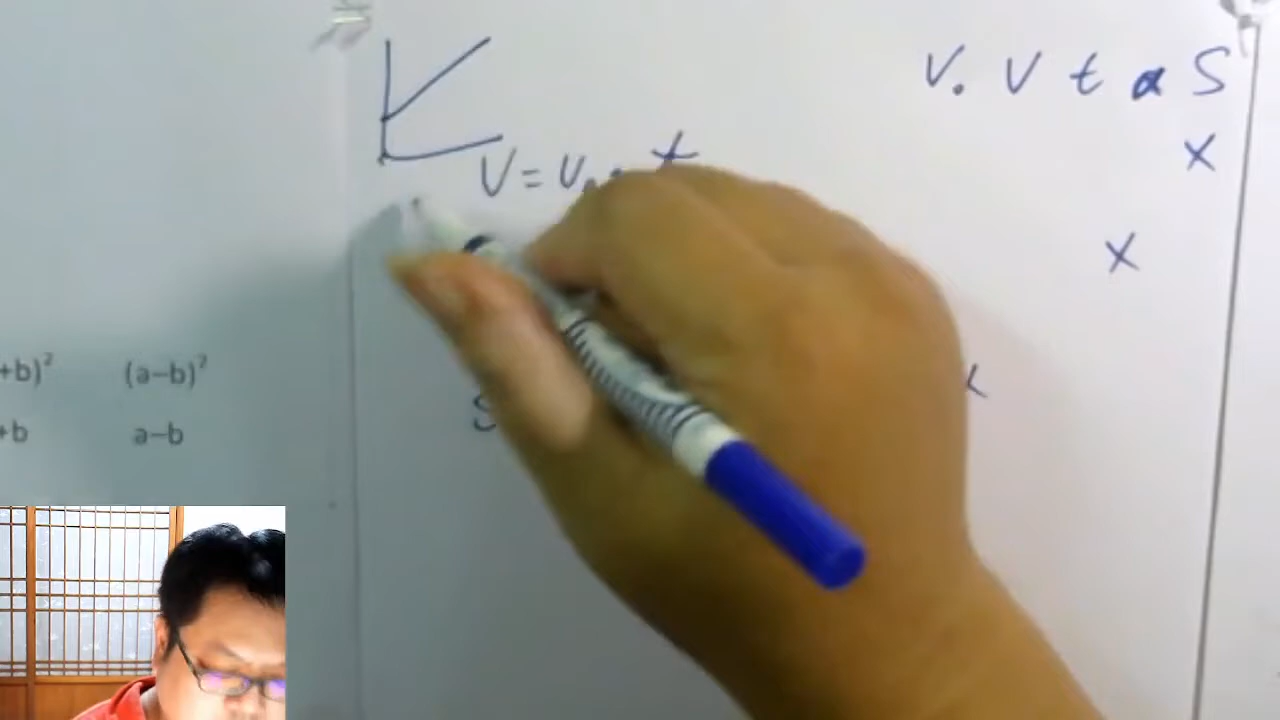 V₀ V t a S
V = V₀ + t
x
x
(a-b)²
+b)²
a-b
+b
S